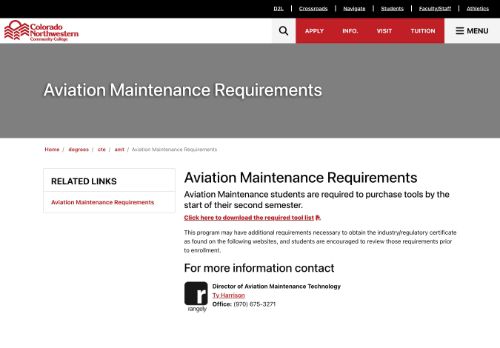 D2L
Crossroads
Navigate
Students
Faculty/Staff
Athletics
Colorado
Northwestern
Community College
APPLY
INFO.
VISIT
TUITION
MENU
Aviation Maintenance Requirements
Home / degrees / cte / amt / Aviation Maintenance Requirements
RELATED LINKS
Aviation Maintenance Requirements
Aviation Maintenance Requirements
Aviation Maintenance students are required to purchase tools by the
start of their second semester.
Click here to download the required tool list
This program may have additional requirements necessary to obtain the industry/regulatory certificate
as found on the following websites, and students are encouraged to review those requirements prior
to enrollment.
For more information contact
rangely
Director of Aviation Maintenance Technology
Ty Harrison
Office: (970) 675-3271